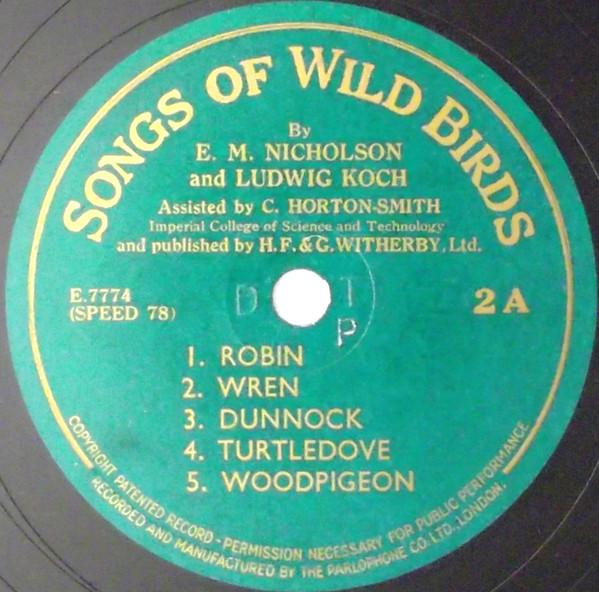 SONGS OF WILD BIRDS
By
E. M. NICHOLSON
and LUDWIG KOCH
Assisted by C. HORTON-SMITH
Imperial College of Science and Technology
and published by H.F.&G.WITHERBY, Ltd.
E.7774
(SPEED 78)
2 A
D T
P
1. ROBIN
2. WREN
3. DUNNOCK
4. TURTLEDOVE
5. WOODPIGEON
COPYRIGHT PATENTED RECORD - PERMISSION NECESSARY FOR PUBLIC PERFORMANCE
RECORDED AND MANUFACTURED BY THE PARLOPHONE CO. LTD., LONDON.